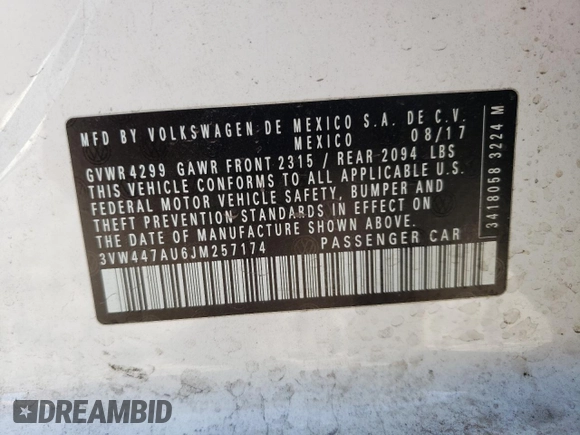 MFD BY VOLKSWAGEN DE MEXICO S.A. DE C.V.
MEXICO 08/17
GVWR 4299 GAWR FRONT 2315 / REAR 2094 LBS
THIS VEHICLE CONFORMS TO ALL APPLICABLE U.S.
FEDERAL MOTOR VEHICLE SAFETY, BUMPER AND
THEFT PREVENTION STANDARDS IN EFFECT ON
THE DATE OF MANUFACTURE SHOWN ABOVE.
3VW447AU6JM257174 PASSENGER CAR
3418058 3224 M
DREAMBID